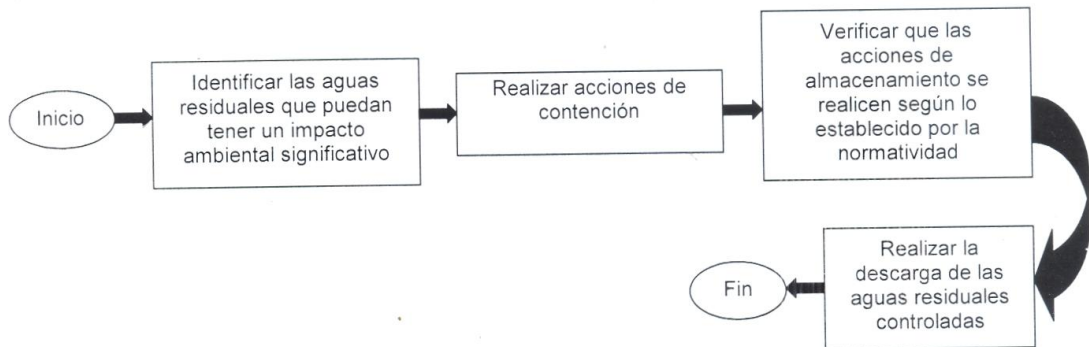 Inicio
Identificar las aguas
residuales que puedan
tener un impacto
ambiental significativo
Realizar acciones de
contención
Verificar que las
acciones de
almacenamiento se
realicen según lo
establecido por la
normatividad
Realizar la
descarga de las
aguas residuales
controladas
Fin